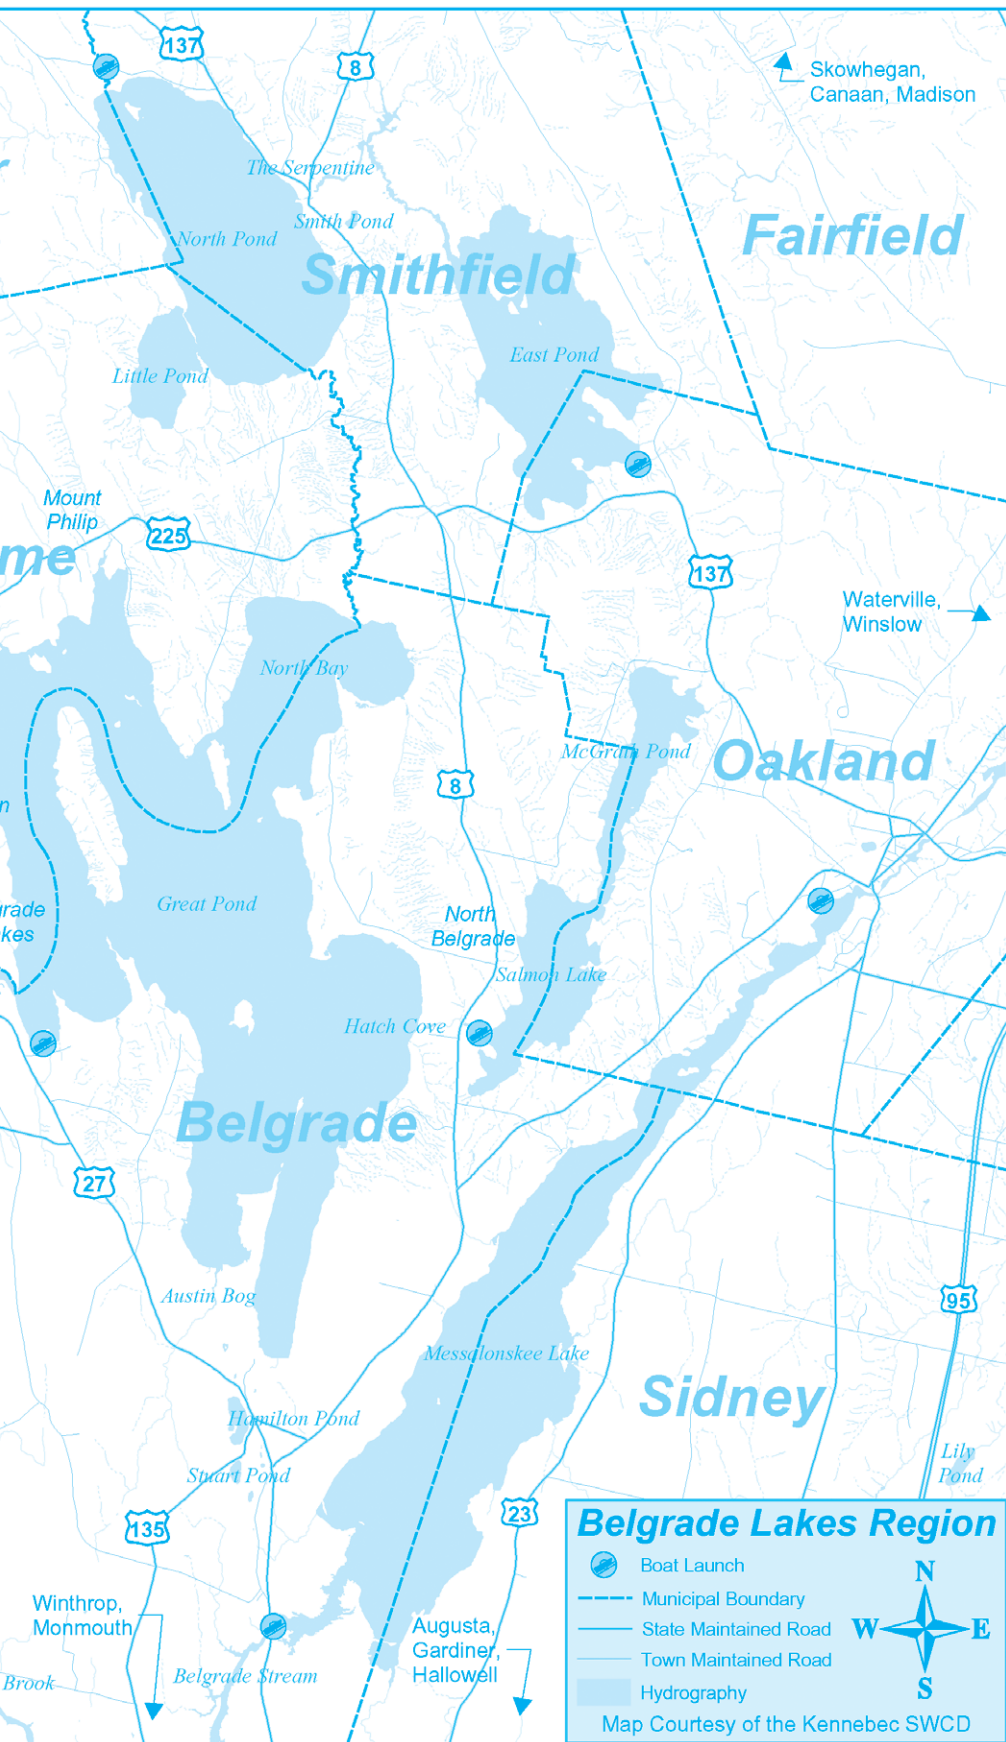 137
8
Skowhegan,
Canaan, Madison
The Serpentine
Smith Pond
North Pond
Fairfield
Smithfield
East Pond
Little Pond
Mount
Philip
225
me
137
Waterville,
Winslow
North Bay
McGrath Pond
Oakland
8
n
Great Pond
grade
kes
North
Belgrade
Salmon Lake
Hatch Cove
Belgrade
27
Austin Bog
95
Messalonskee Lake
Sidney
Hamilton Pond
Lily
Pond
Stuart Pond
135
23
Winthrop,
Monmouth
Augusta,
Gardiner,
Hallowell
Belgrade Stream
Brook
Belgrade Lakes Region
Boat Launch
Municipal Boundary
State Maintained Road
Town Maintained Road
Hydrography
N
W
E
S
Map Courtesy of the Kennebec SWCD